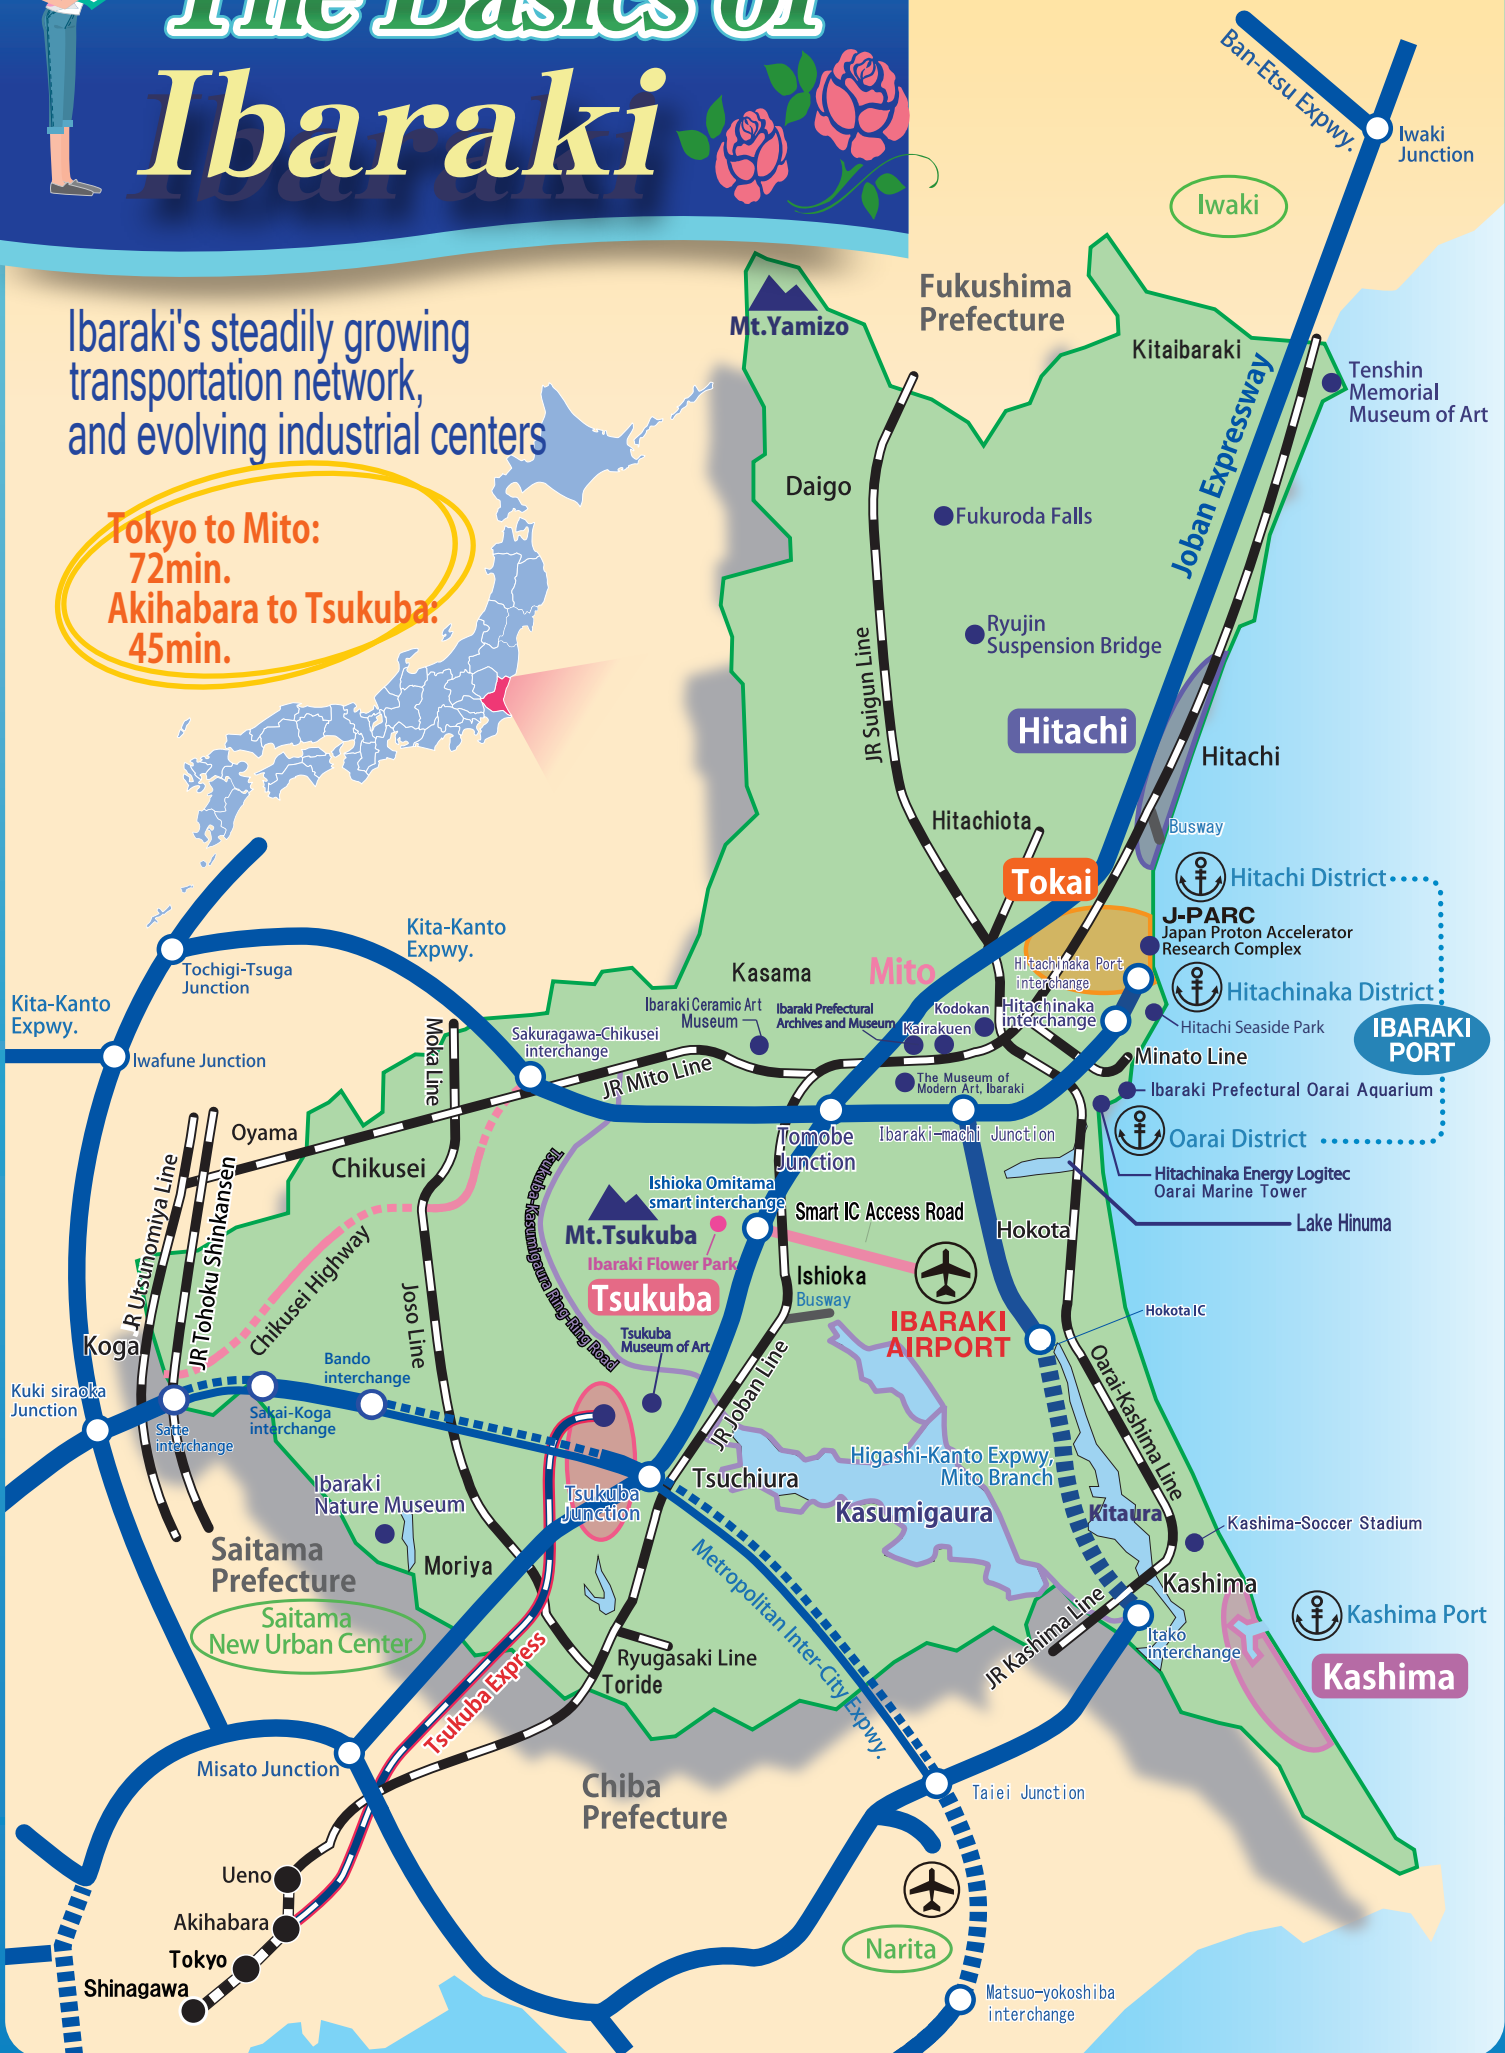 The Basics of
Ibaraki
Ibaraki's steadily growing
transportation network,
and evolving industrial centers
Tokyo to Mito:
72min.
Akihabara to Tsukuba:
45min.
Ban-Etsu Expwy.
Iwaki
Junction
Iwaki
Fukushima
Prefecture
Mt.Yamizo
Kitaibaraki
Joban Expressway
Tenshin
Memorial
Museum of Art
Daigo
Fukuroda Falls
Ryujin
Suspension Bridge
JR Suigun Line
Hitachi
Hitachi
Hitachiota
Busway
Tokai
Hitachi District
J-PARC
Japan Proton Accelerator
Research Complex
Kita-Kanto
Expwy.
Tochigi-Tsuga
Junction
Kita-Kanto
Expwy.
Iwafune Junction
Kasama
Mito
Hitachinaka Port
interchange
Hitachinaka District
Ibaraki Ceramic Art
Museum
Ibaraki Prefectural
Archives and Museum
Kodokan
Kairakuen
Hitachinaka
interchange
Hitachi Seaside Park
IBARAKI
PORT
Moka Line
Sakuragawa-Chikusei
interchange
JR Mito Line
The Museum of
Modern Art, Ibaraki
Minato Line
Ibaraki Prefectural Oarai Aquarium
Oyama
Chikusei
Tomobe
Junction
Ibaraki-machi Junction
Oarai District
Hitachinaka Energy Logitec
Oarai Marine Tower
Lake Hinuma
JR Utsunomiya Line
JR Tohoku Shinkansen
Tsukuba-Kasumigaura Ring-Ring Road
Ishioka Omitama
smart interchange
Mt.Tsukuba
Smart IC Access Road
Hokota
Ibaraki Flower Park
Tsukuba
Ishioka
Busway
IBARAKI
AIRPORT
Hokota IC
Chikusei Highway
Joso Line
Koga
Tsukuba
Museum of Art
Bando
interchange
Kuki siraoka
Junction
Satte
interchange
Sakai-Koga
interchange
JR Joban Line
Oarai-Kashima Line
Higashi-Kanto Expwy,
Mito Branch
Ibaraki
Nature Museum
Tsukuba
Junction
Tsuchiura
Kasumigaura
Kitaura
Kashima-Soccer Stadium
Saitama
Prefecture
Moriya
Metropolitan Inter-City Expwy.
Kashima
Kashima Port
Saitama
New Urban Center
JR Kashima Line
Itako
interchange
Kashima
Tsukuba Express
Ryugasaki Line
Toride
Misato Junction
Chiba
Prefecture
Taiei Junction
Ueno
Akihabara
Tokyo
Shinagawa
Narita
Matsuo-yokoshiba
interchange